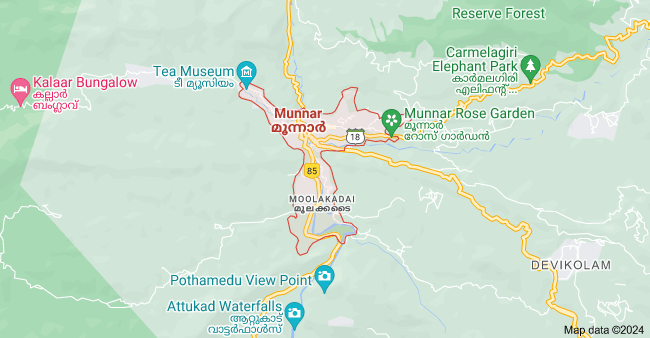 Reserve Forest
Carmelagiri
Elephant Park
കാർമലഗിരി
എലിഫന്റ് ...
Tea Museum
ടീ മ്യൂസിയം
Kalaar Bungalow
കല്ലാർ
ബംഗ്ലാവ്
Munnar
മൂന്നാർ
Munnar Rose Garden
മൂന്നാർ
റോസ് ഗാർഡൻ
18
85
MOOLAKADAI
മൂലക്കടൈ
DEVIKOLAM
Pothamedu View Point
Attukad Waterfalls
ആറ്റുകാട്
വാട്ടർഫാൾസ്
Map data ©2024